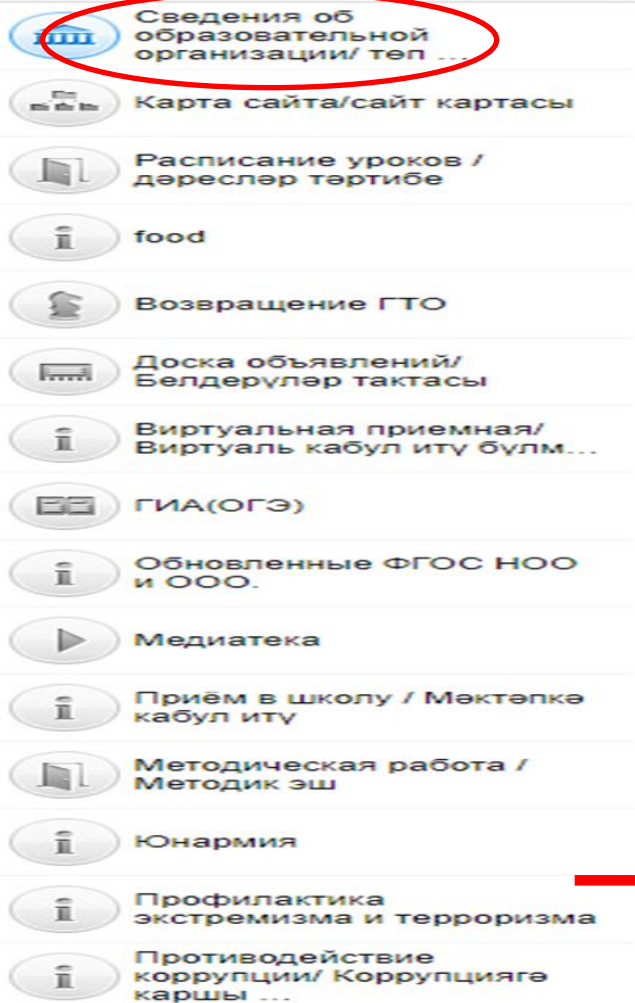 Сведения об
образовательной
организации/ төп ...
Карта сайта/сайт картасы
Расписание уроков /
дәресләр тәртибе
food
Возвращение ГТО
Доска объявлений/
Белдерүләр тактасы
Виртуальная приемная/
Виртуаль кабул итү бүлм...
ГИА(ОГЭ)
Обновленные ФГОС НОО
и ООО.
Медиатека
Приём в школу / Мәктәпкә
кабул итү
Методическая работа /
Методик эш
Юнармия
Профилактика
экстремизма и терроризма
Противодействие
коррупции/ Коррупциягә
каршы ...